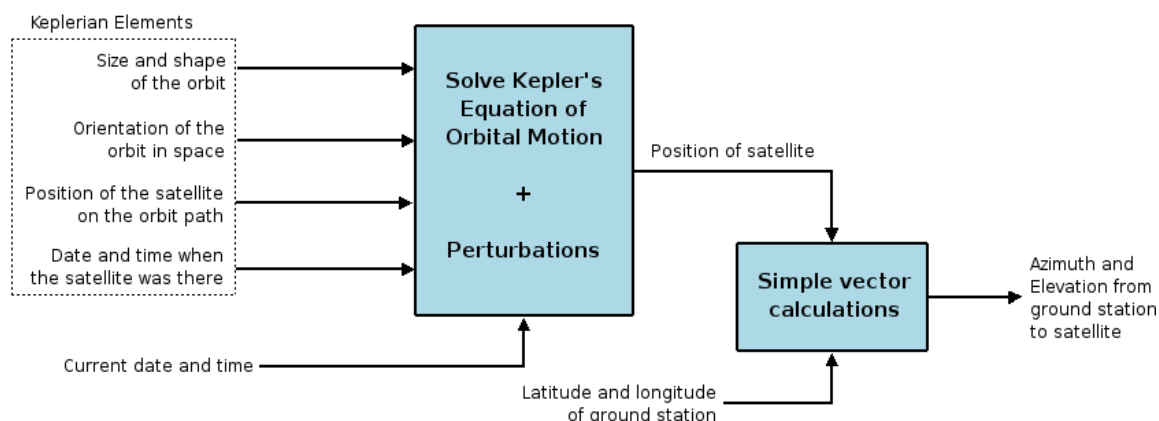 Keplerian Elements
Size and shape
of the orbit
Orientation of the
orbit in space
Position of the satellite
on the orbit path
Date and time when
the satellite was there
Solve Kepler's
Equation of
Orbital Motion
+
Perturbations
Current date and time
Position of satellite
Simple vector
calculations
Latitude and longitude
of ground station
Azimuth and
Elevation from
ground station
to satellite